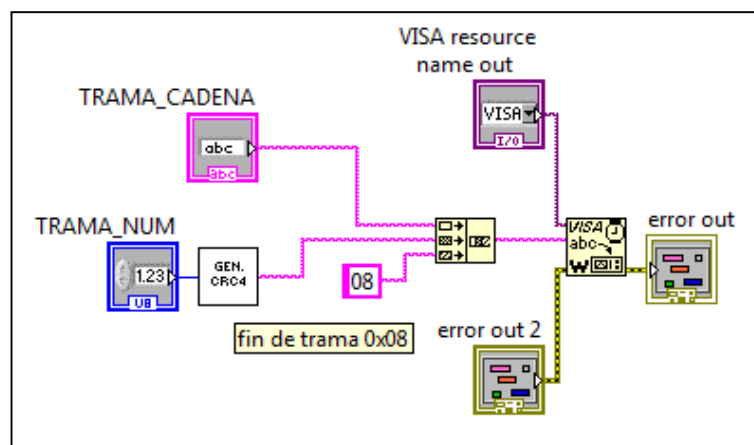 VISA resource
name out
TRAMA_CADENA
VISA
I/O
abc
abc
TRAMA_NUM
1.23
U8
GEN.
CRC4
08
VISA
abc
W
error out
fin de trama 0x08
error out 2